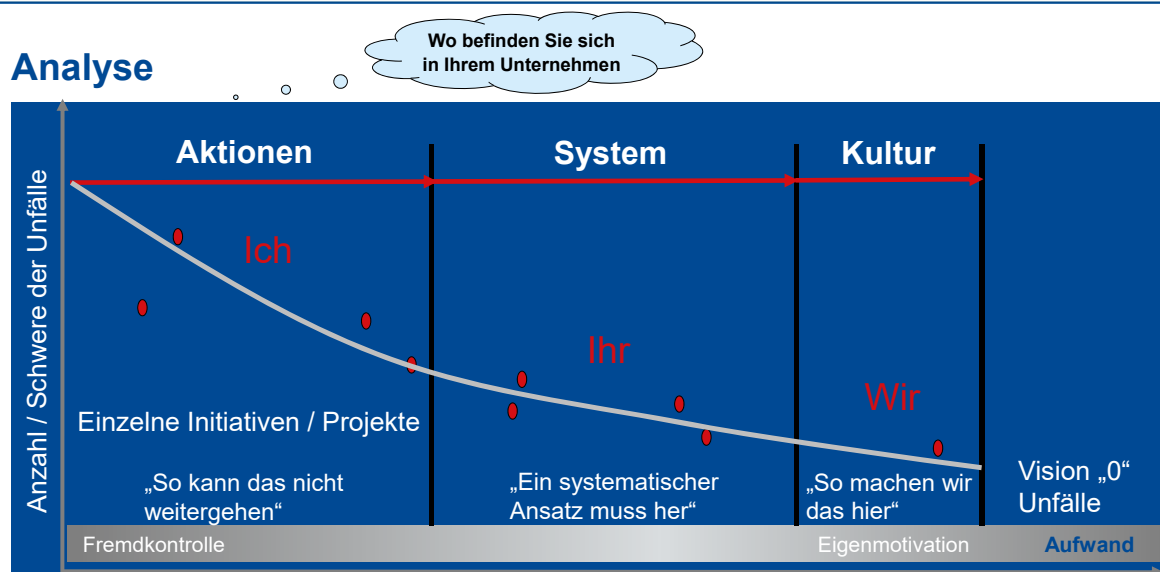 Wo befinden Sie sich
in Ihrem Unternehmen
Analyse
Anzahl / Schwere der Unfälle
Aktionen
System
Kultur
Ich
Ihr
Wir
Einzelne Initiativen / Projekte
„So kann das nicht
weitergehen“
„Ein systematischer
Ansatz muss her“
„So machen wir
das hier“
Vision „0“
Unfälle
Fremdkontrolle
Eigenmotivation
Aufwand